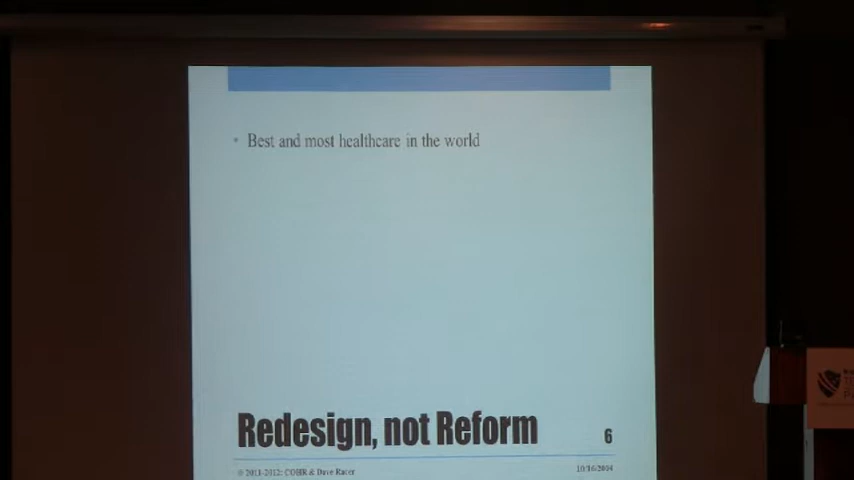 • Best and most healthcare in the world
Redesign, not Reform
6
© 2011-2012: COHR & Dave Racer
10/16/2014